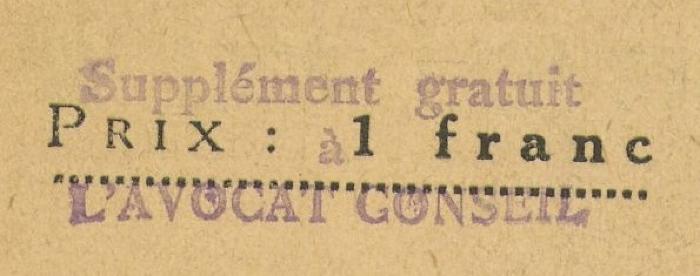 Supplément gratuit
PRIX : 1 franc
à
L'AVOCAT CONSEIL